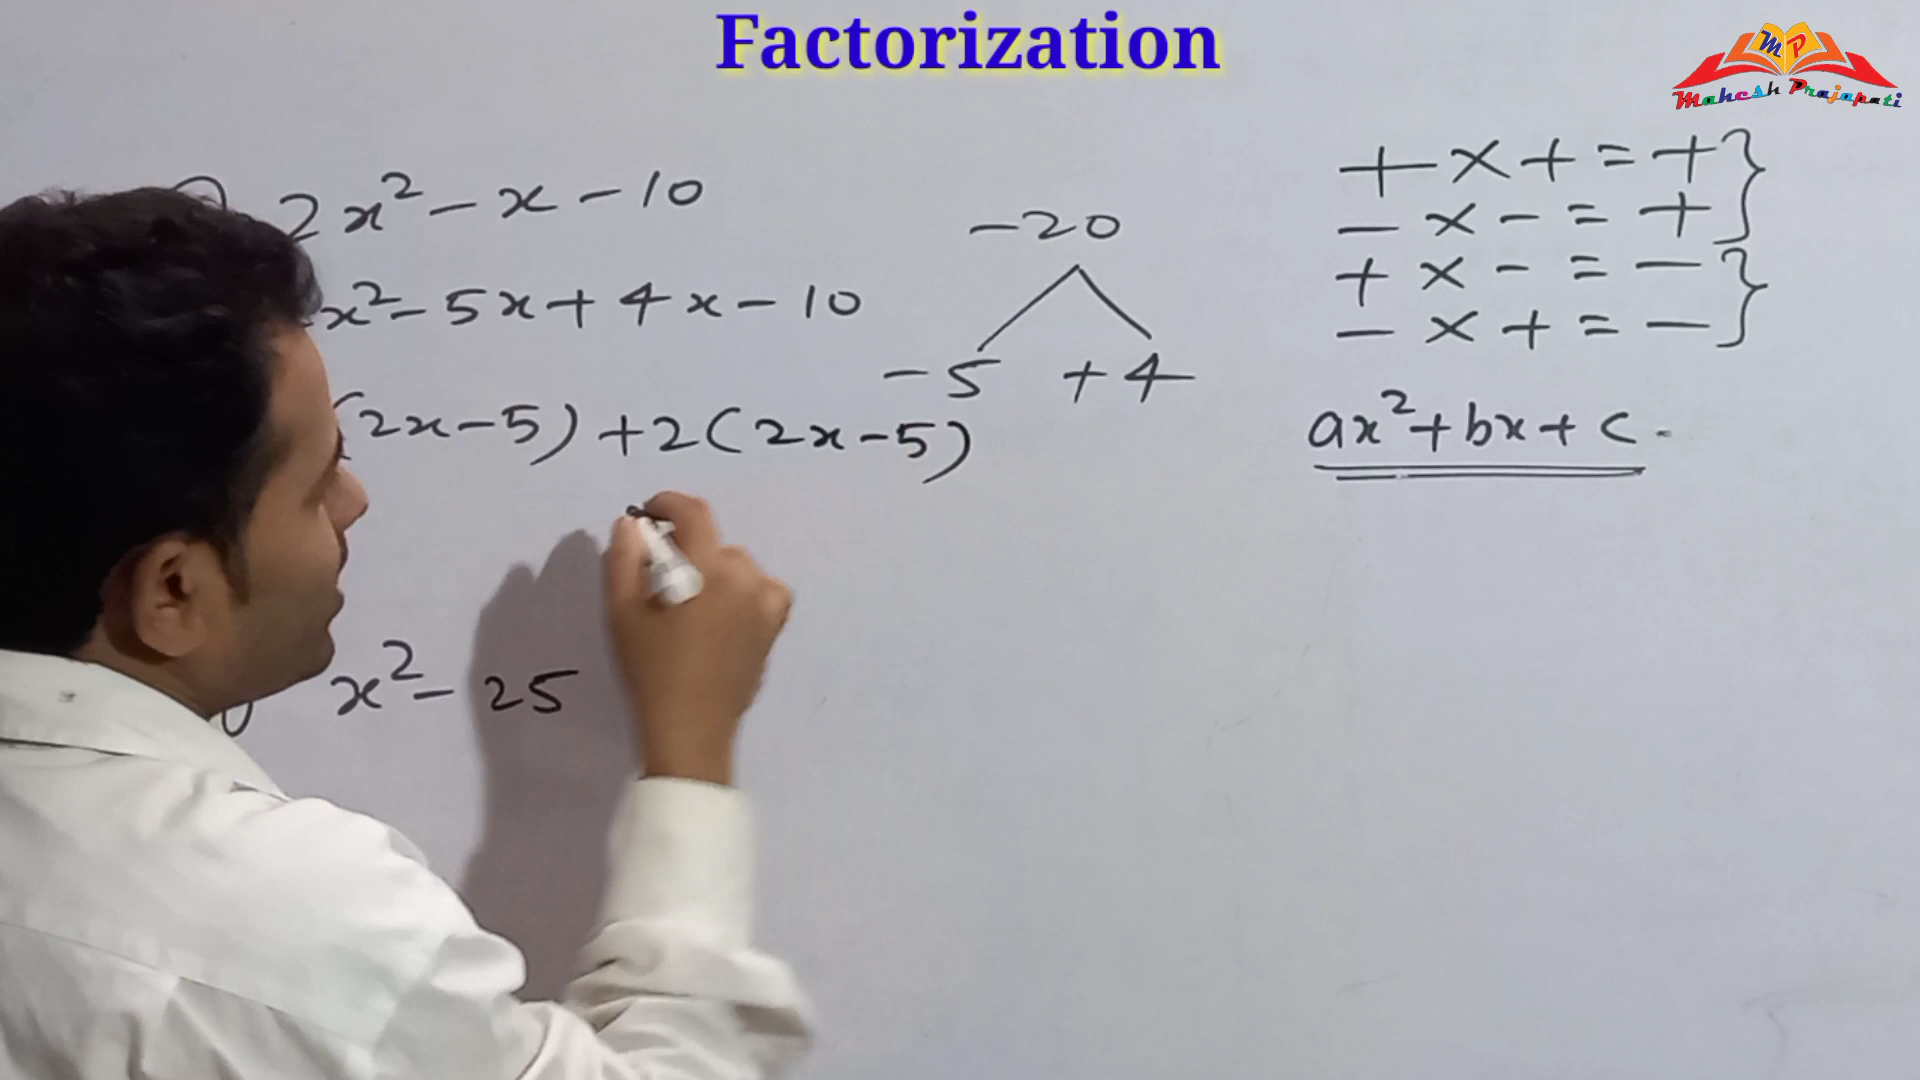 Factorization
MP
Mahesh Prajapati
2x² - x - 10
x² - 5x + 4x - 10
(2x - 5) + 2(2x - 5)
x² - 25
-20
-5 +4
+ × + = +}
- × - = +
+ × - = -}
- × + = -
ax² + bx + c.